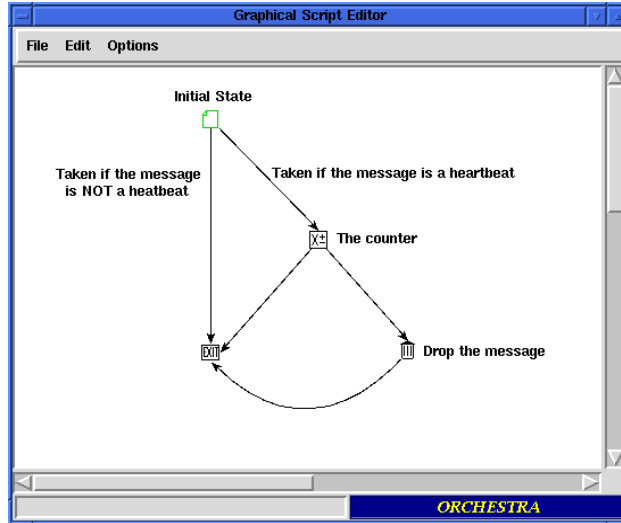 Graphical Script Editor
File Edit Options
Initial State
Taken if the message
is NOT a heatbeat
Taken if the message is a heartbeat
X±
The counter
EXIT
Drop the message
ORCHESTRA